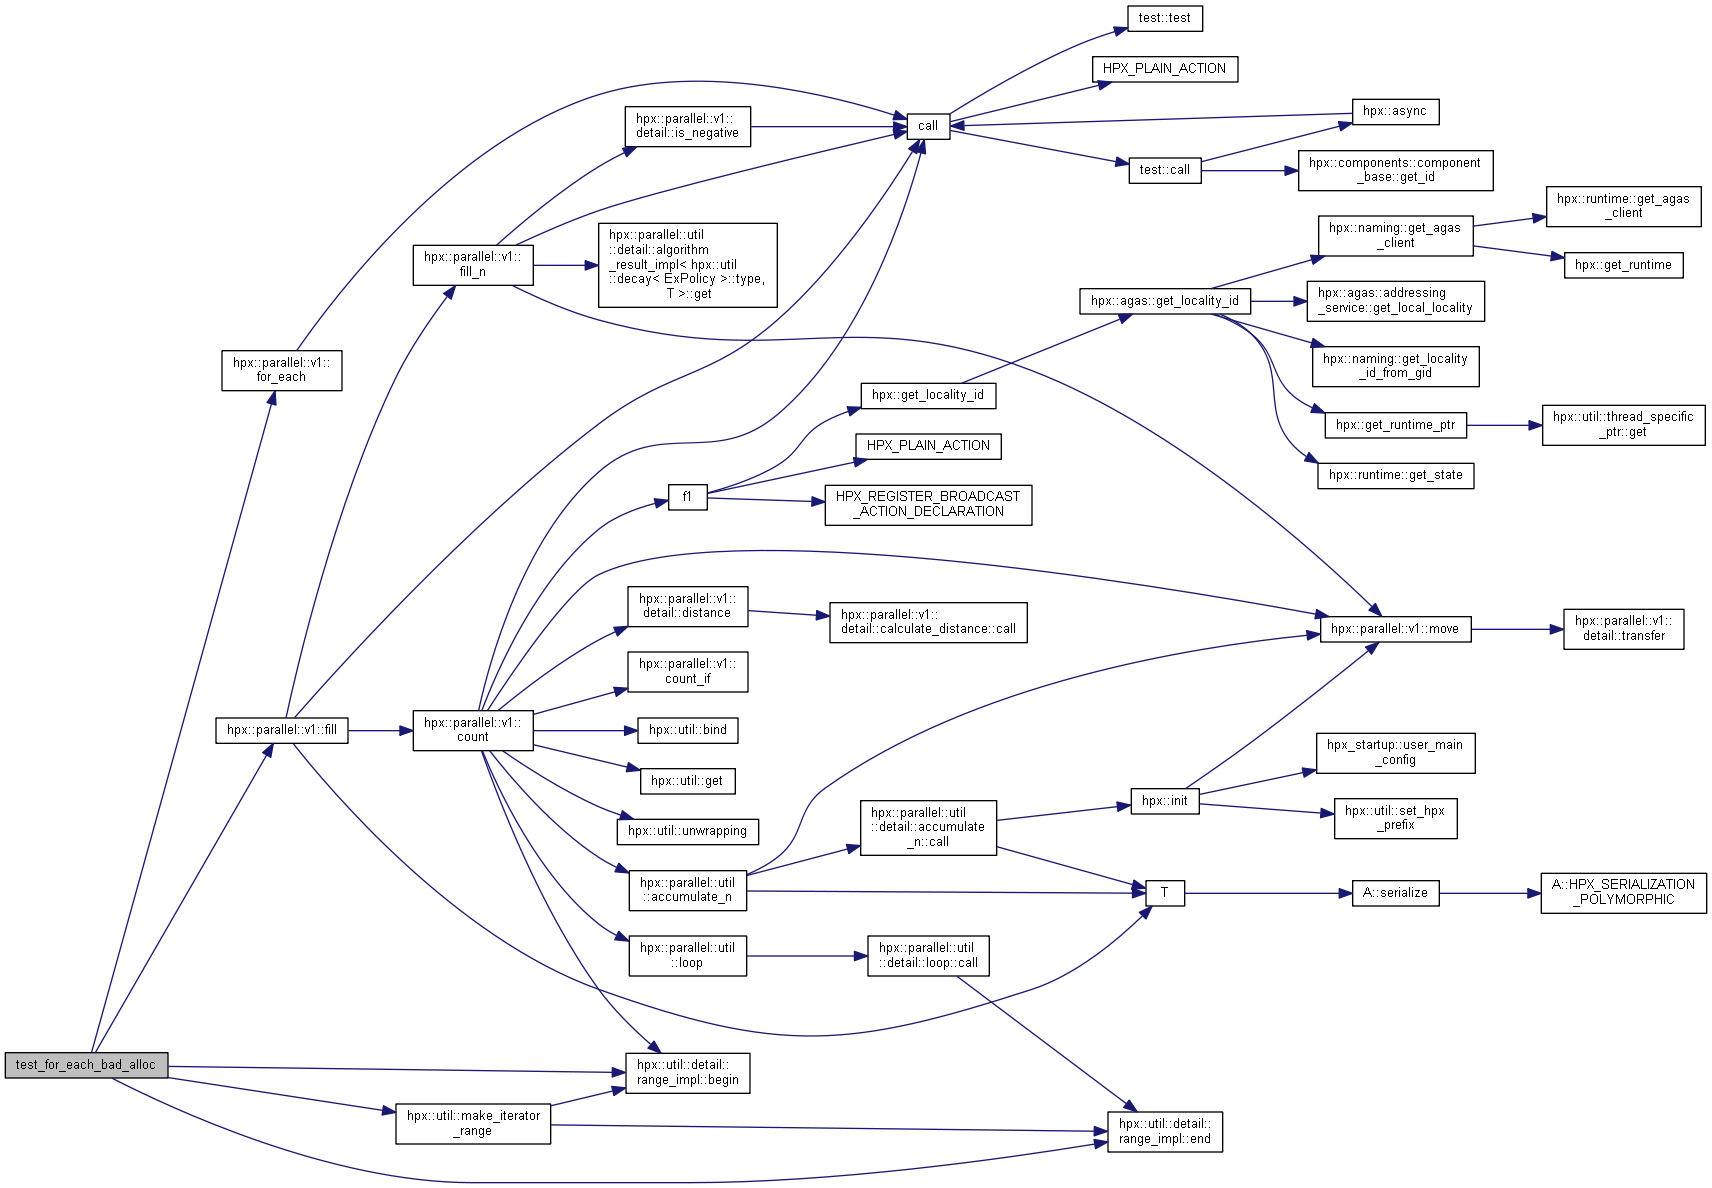 test::test
HPX_PLAIN_ACTION
hpx::parallel::v1::
detail::is_negative
call
hpx::async
test::call
hpx::components::component
_base::get_id
hpx::runtime::get_agas
_client
hpx::naming::get_agas
_client
hpx::get_runtime
hpx::parallel::v1::
fill_n
hpx::parallel::util
::detail::algorithm
_result_impl< hpx::util
::decay< ExPolicy >::type,
T >::get
hpx::agas::get_locality_id
hpx::agas::addressing
_service::get_local_locality
hpx::naming::get_locality
_id_from_gid
hpx::parallel::v1::
for_each
hpx::get_locality_id
hpx::get_runtime_ptr
hpx::util::thread_specific
_ptr::get
HPX_PLAIN_ACTION
hpx::runtime::get_state
f1
HPX_REGISTER_BROADCAST
_ACTION_DECLARATION
hpx::parallel::v1::
detail::distance
hpx::parallel::v1::
detail::calculate_distance::call
hpx::parallel::v1::move
hpx::parallel::v1::
detail::transfer
hpx::parallel::v1::
count_if
hpx::parallel::v1::fill
hpx::parallel::v1::
count
hpx::util::bind
hpx_startup::user_main
_config
hpx::util::get
hpx::init
hpx::util::set_hpx
_prefix
hpx::util::unwrapping
hpx::parallel::util
::detail::accumulate
_n::call
hpx::parallel::util
::accumulate_n
T
A::serialize
A::HPX_SERIALIZATION
_POLYMORPHIC
hpx::parallel::util
::loop
hpx::parallel::util
::detail::loop::call
test_for_each_bad_alloc
hpx::util::detail::
range_impl::begin
hpx::util::make_iterator
_range
hpx::util::detail::
range_impl::end